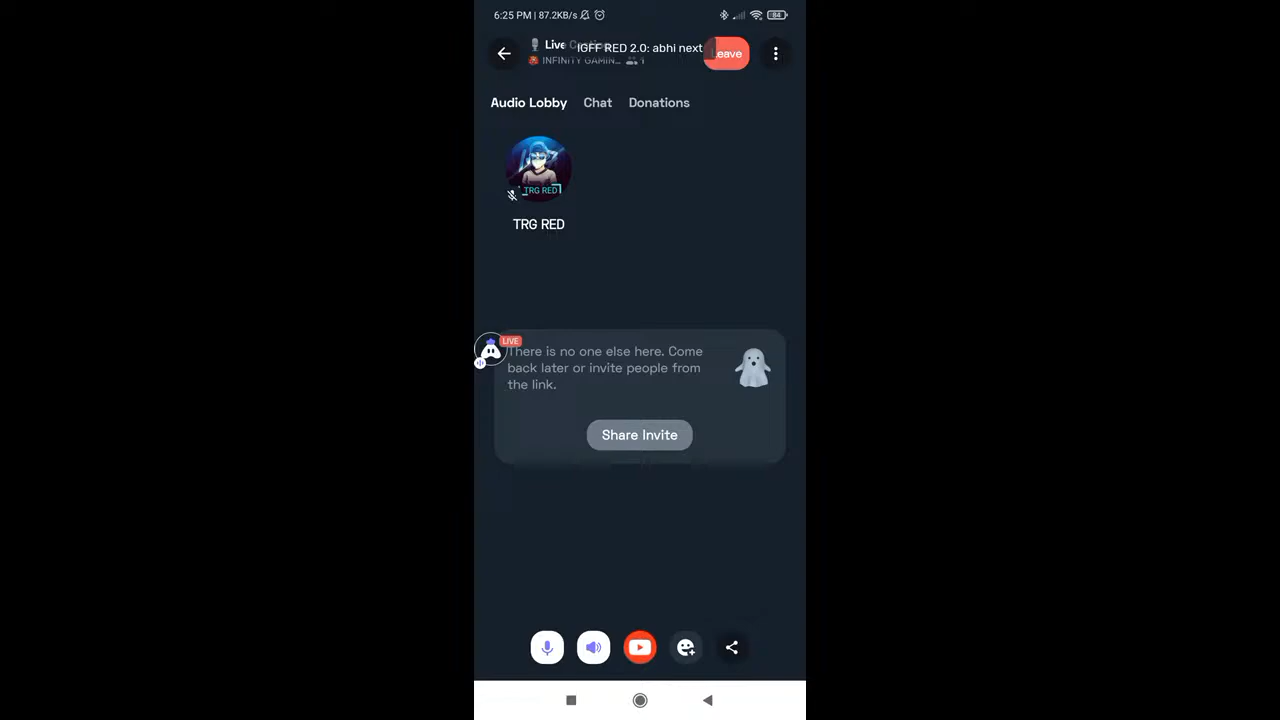 6:25 PM | 87.2KB/s
84
Live
IGFF RED 2.0: abhi next
Leave
INFINITY GAMIN... 1
Audio Lobby Chat Donations
TRG RED
TRG RED
LIVE
There is no one else here. Come
back later or invite people from
the link.
Share Invite